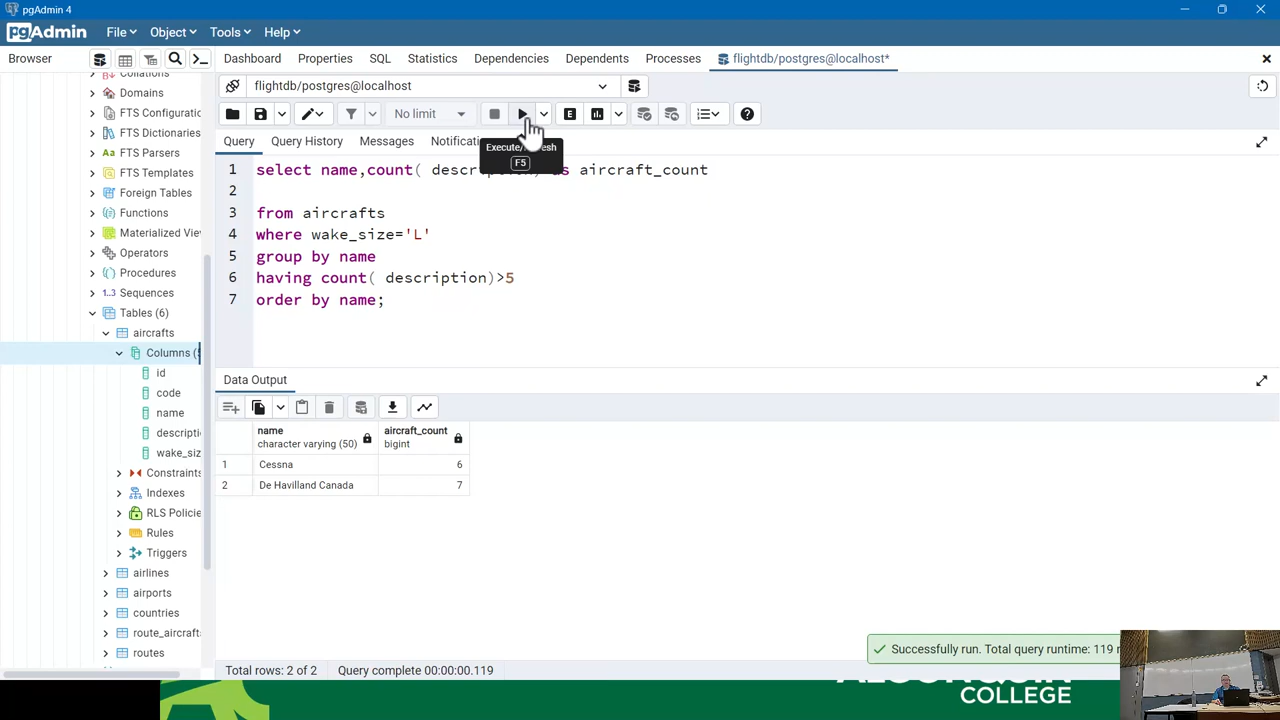 pgAdmin 4
pgAdmin File Object Tools Help
Browser Dashboard Properties SQL Statistics Dependencies Dependents Processes flightdb/postgres@localhost*
flightdb/postgres@localhost
No limit E
Query Query History Messages Notificati
Execute/
F5
1 select name,count( as aircraft_count
2
3 from aircrafts
4 where wake_size='L'
5 group by name
6 having count( description)>5
7 order by name;
Collations
Domains
FTS Configuratio
FTS Dictionaries
Aa FTS Parsers
FTS Templates
Foreign Tables
Functions
Materialized Vie
Operators
Procedures
1..3 Sequences
Tables (6)
aircrafts
Columns (
id
code
name
descripti
wake_siz
Constraints
Indexes
RLS Policie
Rules
Triggers
airlines
airports
countries
route_aircraft
routes
Data Output
name aircraft_count
character varying (50) bigint
1 Cessna 6
2 De Havilland Canada 7
Successfully run. Total query runtime: 119
Total rows: 2 of 2 Query complete 00:00:00.119
ALGONQUIN
COLLEGE